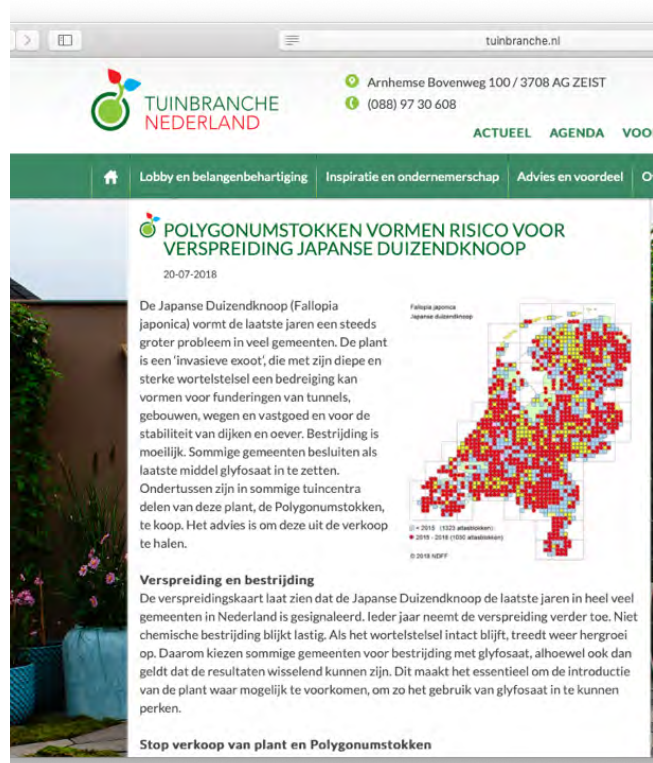 tuinbranche.nl
TUINBRANCHE
NEDERLAND
Arnhemse Bovenweg 100 / 3708 AG ZEIST
(088) 97 30 608
ACTUEEL AGENDA
Lobby en belangenbehartiging Inspiratie en ondernemerschap Advies en voordeel
POLYGONUMSTOKKEN VORMEN RISICO VOOR
VERSPREIDING JAPANSE DUIZENDKNOOP
20-07-2018
De Japanse Duizendknoop (Fallopia
japonica) vormt de laatste jaren een steeds
groter probleem in veel gemeenten. De plant
is een 'invasieve exoot', die met zijn diepe en
sterke wortelstelsel een bedreiging kan
vormen voor funderingen van tunnels,
gebouwen, wegen en vastgoed en voor de
stabiliteit van dijken en oever. Bestrijding is
moeilijk. Sommige gemeenten besluiten als
laatste middel glyfosaat in te zetten.
Ondertussen zijn in sommige tuincentra
delen van deze plant, de Polygonumstokken,
te koop. Het advies is om deze uit de verkoop
te halen.
Fallopia japonica
Japanse duizendknoop
© 2018 NDFF
Verspreiding en bestrijding
De verspreidingskaart laat zien dat de Japanse Duizendknoop de laatste jaren in heel veel
gemeenten in Nederland is gesignaleerd. Ieder jaar neemt de verspreiding verder toe. Niet
chemische bestrijding blijkt lastig. Als het wortelstelsel intact blijft, treedt weer hergroei
op. Daarom kiezen sommige gemeenten voor bestrijding met glyfosaat, alhoewel ook dan
geldt dat de resultaten wisselend kunnen zijn. Dit maakt het essentieel om de introductie
van de plant waar mogelijk te voorkomen, om zo het gebruik van glyfosaat in te kunnen
perken.
Stop verkoop van plant en Polygonumstokken